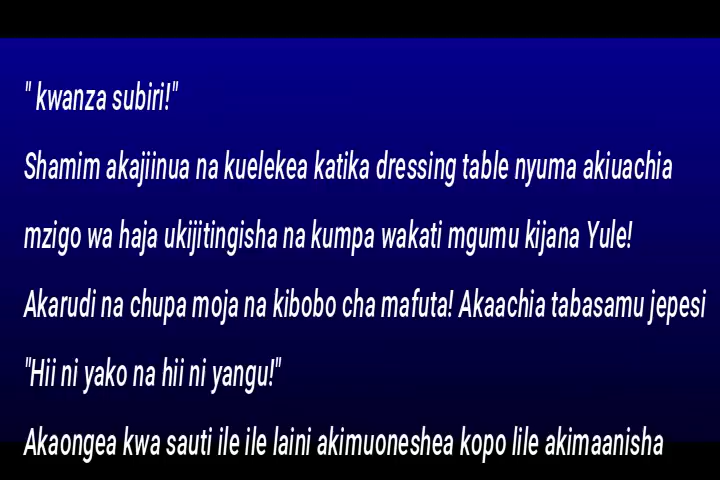 " kwanza subiri!"
Shamim akajiinua na kuelekea katika dressing table nyuma akiuachia
mzigo wa haja ukijitingisha na kumpa wakati mgumu kijana Yule!
Akarudi na chupa moja na kibobo cha mafuta! Akaachia tabasamu jepesi
"Hii ni yako na hii ni yangu!"
Akaongea kwa sauti ile ile laini akimuoneshea kopo lile akimaanisha